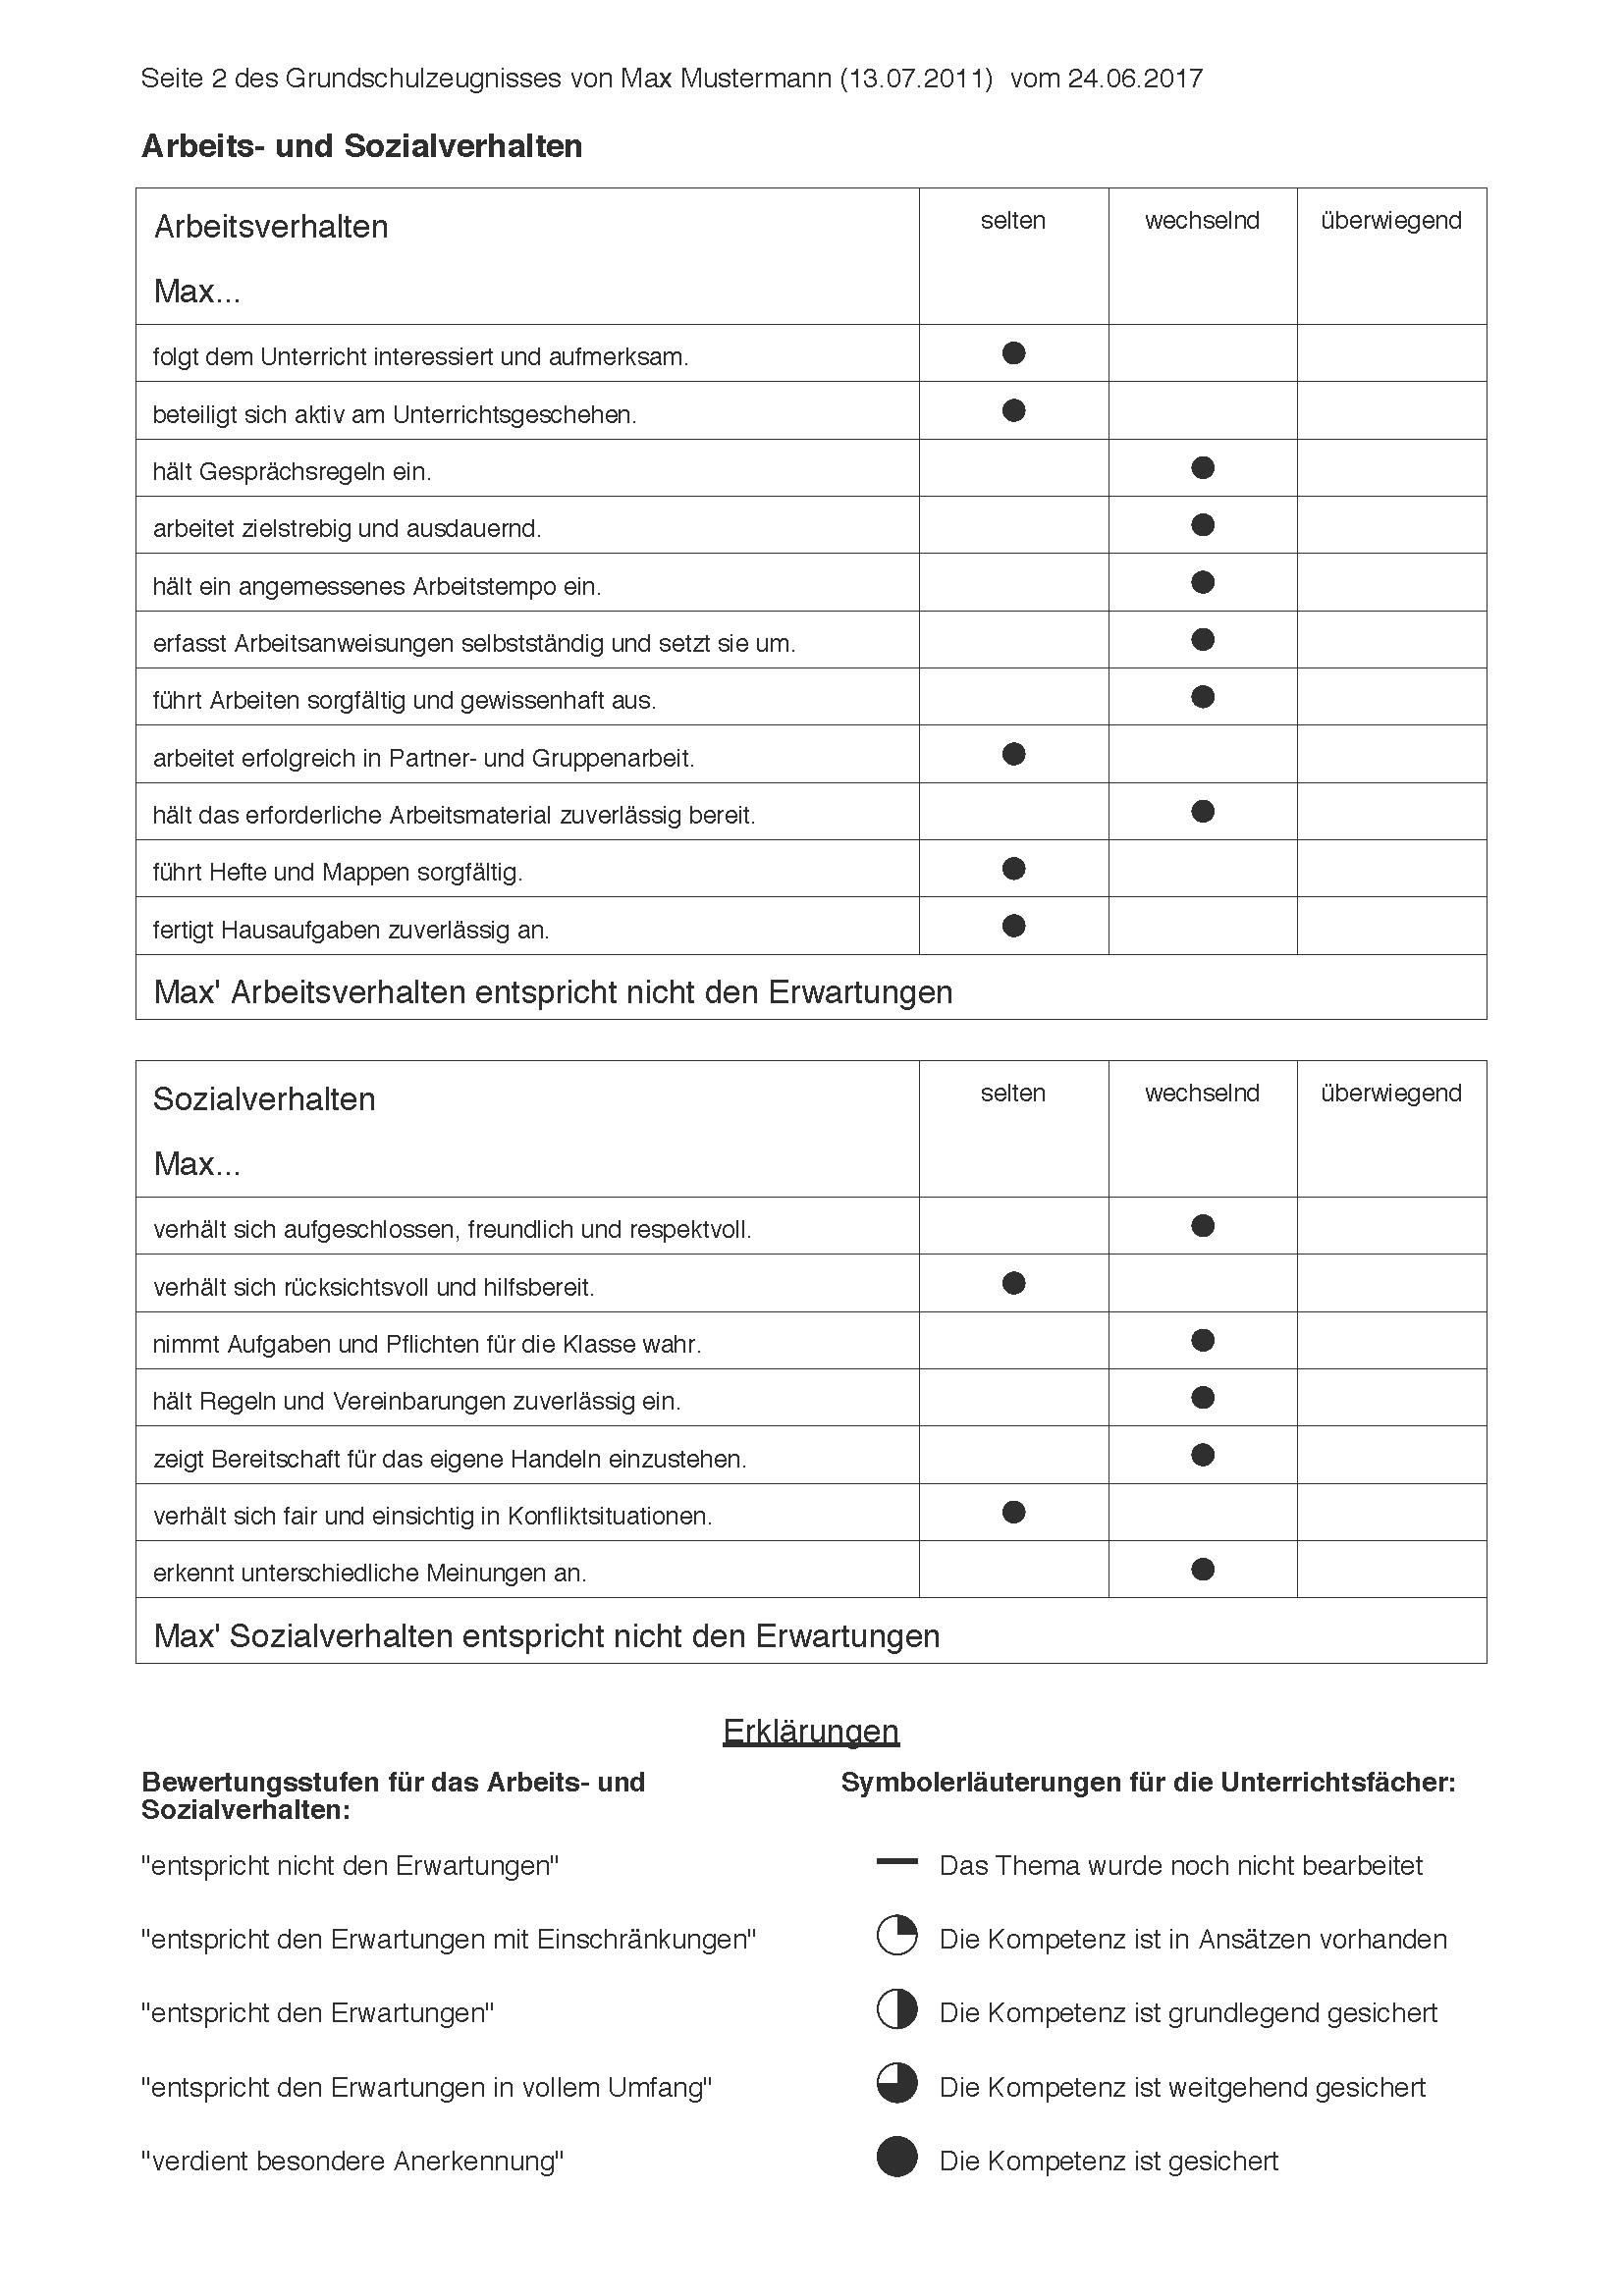 Seite 2 des Grundschulzeugnisses von Max Mustermann (13.07.2011) vom 24.06.2017
Arbeits- und Sozialverhalten
Arbeitsverhalten selten wechselnd überwiegend
Max...
folgt dem Unterricht interessiert und aufmerksam.
beteiligt sich aktiv am Unterrichtsgeschehen.
hält Gesprächsregeln ein.
arbeitet zielstrebig und ausdauernd.
hält ein angemessenes Arbeitstempo ein.
erfasst Arbeitsanweisungen selbstständig und setzt sie um.
führt Arbeiten sorgfältig und gewissenhaft aus.
arbeitet erfolgreich in Partner- und Gruppenarbeit.
hält das erforderliche Arbeitsmaterial zuverlässig bereit.
führt Hefte und Mappen sorgfältig.
fertigt Hausaufgaben zuverlässig an.
Max' Arbeitsverhalten entspricht nicht den Erwartungen
Sozialverhalten selten wechselnd überwiegend
Max...
verhält sich aufgeschlossen, freundlich und respektvoll.
verhält sich rücksichtsvoll und hilfsbereit.
nimmt Aufgaben und Pflichten für die Klasse wahr.
hält Regeln und Vereinbarungen zuverlässig ein.
zeigt Bereitschaft für das eigene Handeln einzustehen.
verhält sich fair und einsichtig in Konfliktsituationen.
erkennt unterschiedliche Meinungen an.
Max' Sozialverhalten entspricht nicht den Erwartungen
Erklärungen
Bewertungsstufen für das Arbeits- und
Sozialverhalten:
"entspricht nicht den Erwartungen"
"entspricht den Erwartungen mit Einschränkungen"
"entspricht den Erwartungen"
"entspricht den Erwartungen in vollem Umfang"
"verdient besondere Anerkennung"
Symbolerläuterungen für die Unterrichtsfächer:
Das Thema wurde noch nicht bearbeitet
Die Kompetenz ist in Ansätzen vorhanden
Die Kompetenz ist grundlegend gesichert
Die Kompetenz ist weitgehend gesichert
Die Kompetenz ist gesichert